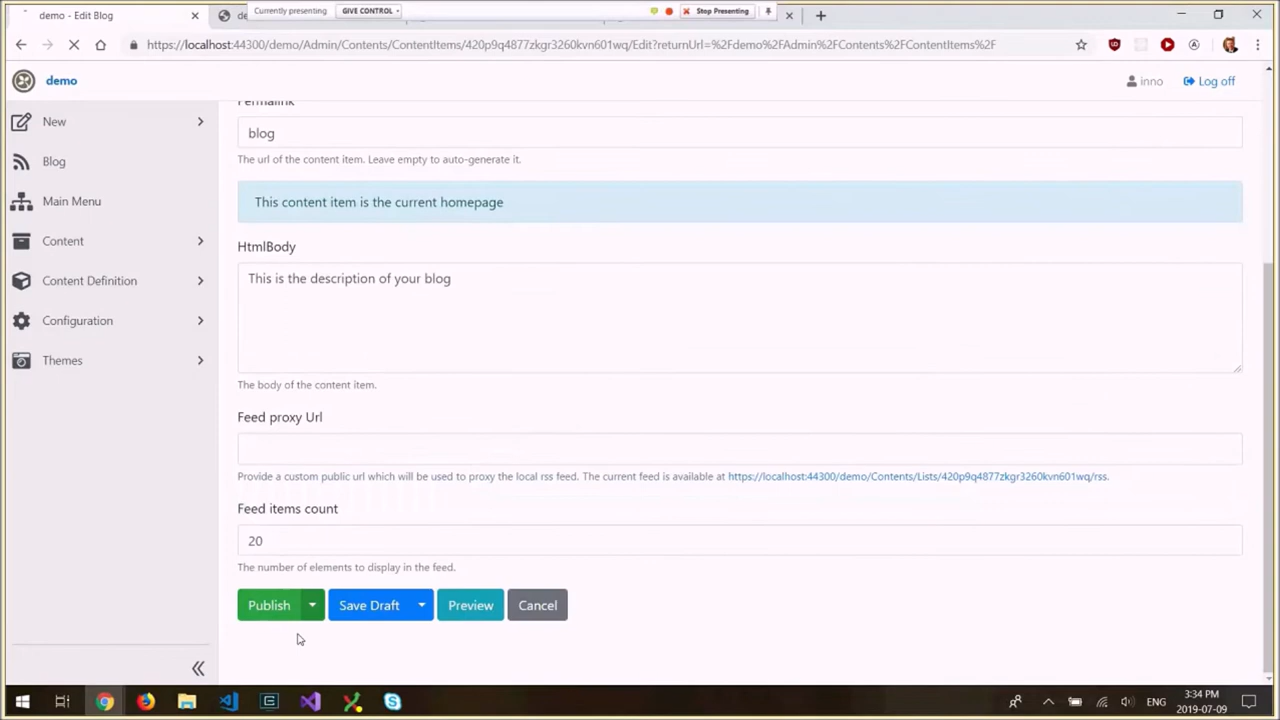 demo - Edit Blog
de
Currently presenting
GIVE CONTROL
Stop Presenting
https://localhost:44300/demo/Admin/Contents/ContentItems/420p9q4877zkgr3260kvn601wq/Edit?returnUrl=%2Fdemo%2FAdmin%2FContents%2FContentItems%2F
demo
inno
Log off
New
Blog
Main Menu
Content
Content Definition
Configuration
Themes
Permalink
blog
The url of the content item. Leave empty to auto-generate it.
This content item is the current homepage
HtmlBody
This is the description of your blog
The body of the content item.
Feed proxy Url
Provide a custom public url which will be used to proxy the local rss feed. The current feed is available at https://localhost:44300/demo/Contents/Lists/420p9q4877zkgr3260kvn601wq/rss.
Feed items count
20
The number of elements to display in the feed.
Publish
Save Draft
Preview
Cancel
ENG
3:34 PM
2019-07-09